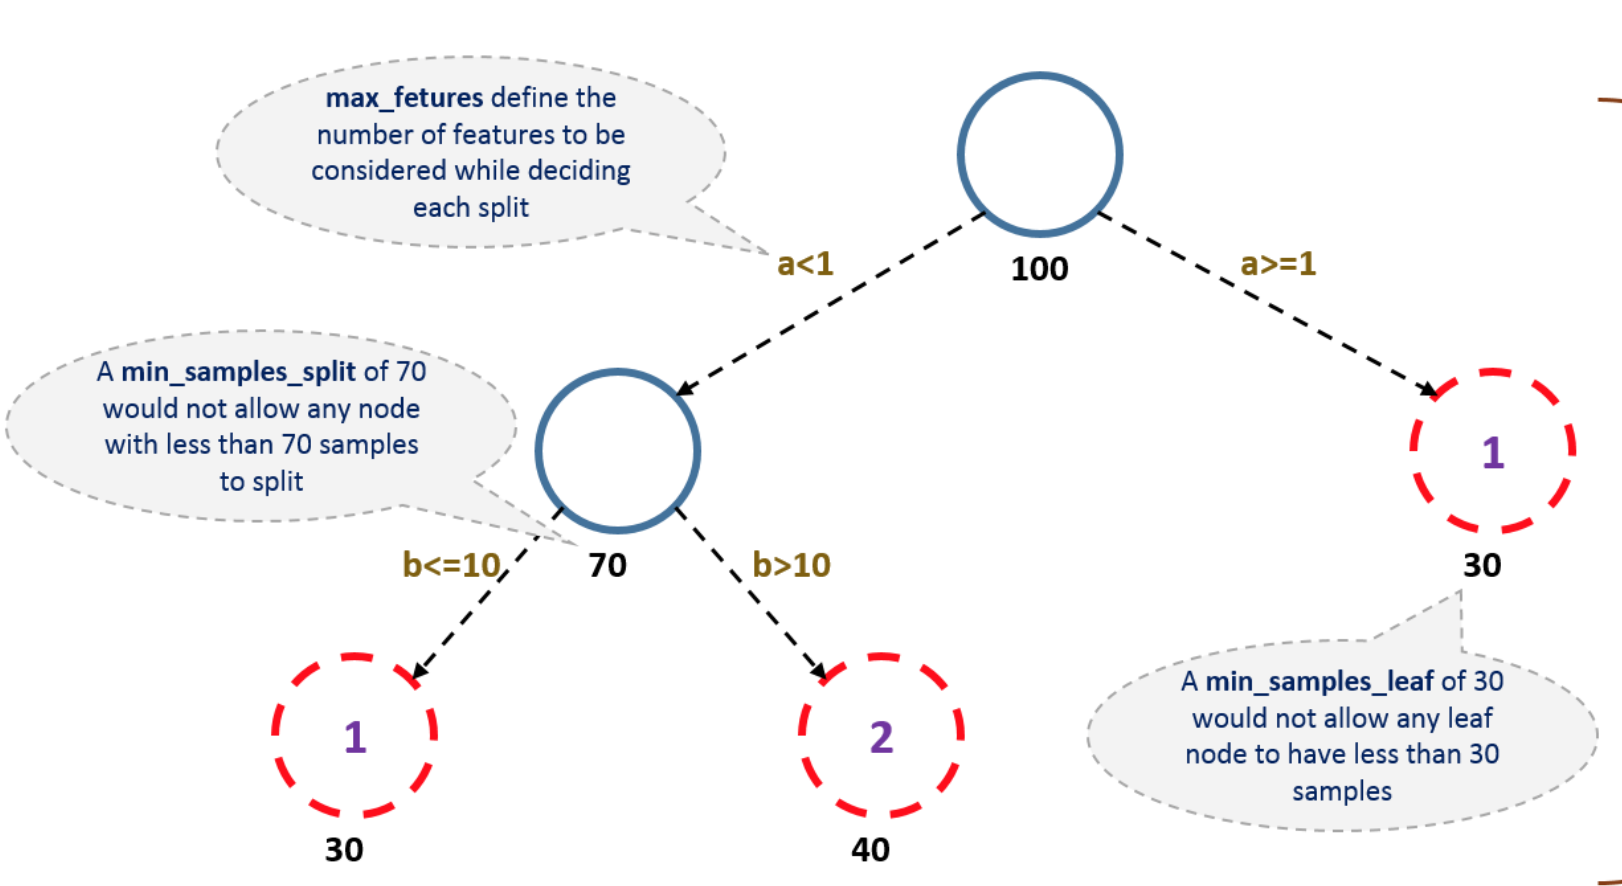 max_fetures define the
number of features to be
considered while deciding
each split
100
a<1
a>=1
A min_samples_split of 70
would not allow any node
with less than 70 samples
to split
1
30
b<=10
70
b>10
A min_samples_leaf of 30
would not allow any leaf
node to have less than 30
samples
1
30
2
40